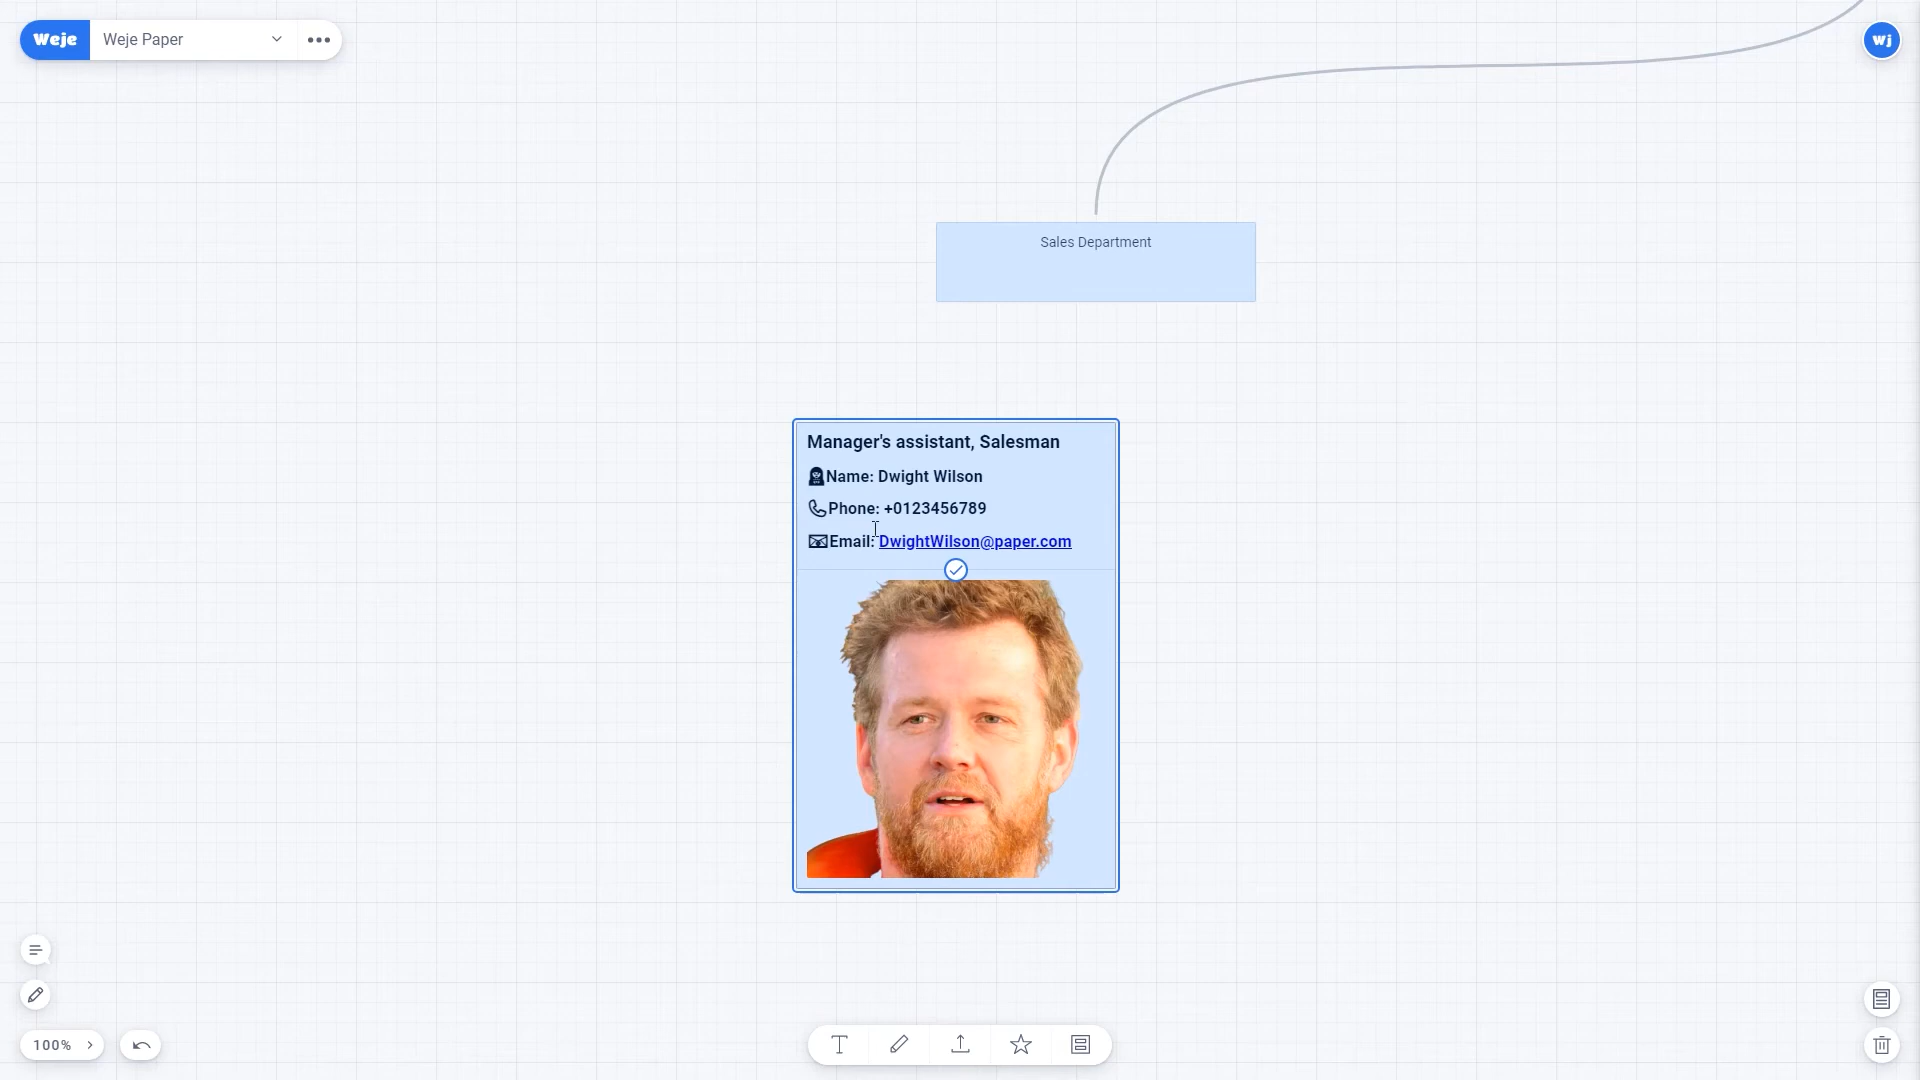 Weje
Weje Paper
Wj
Sales Department
Manager's assistant, Salesman
Name: Dwight Wilson
Phone: +0123456789
Email: DwightWilson@paper.com
100%